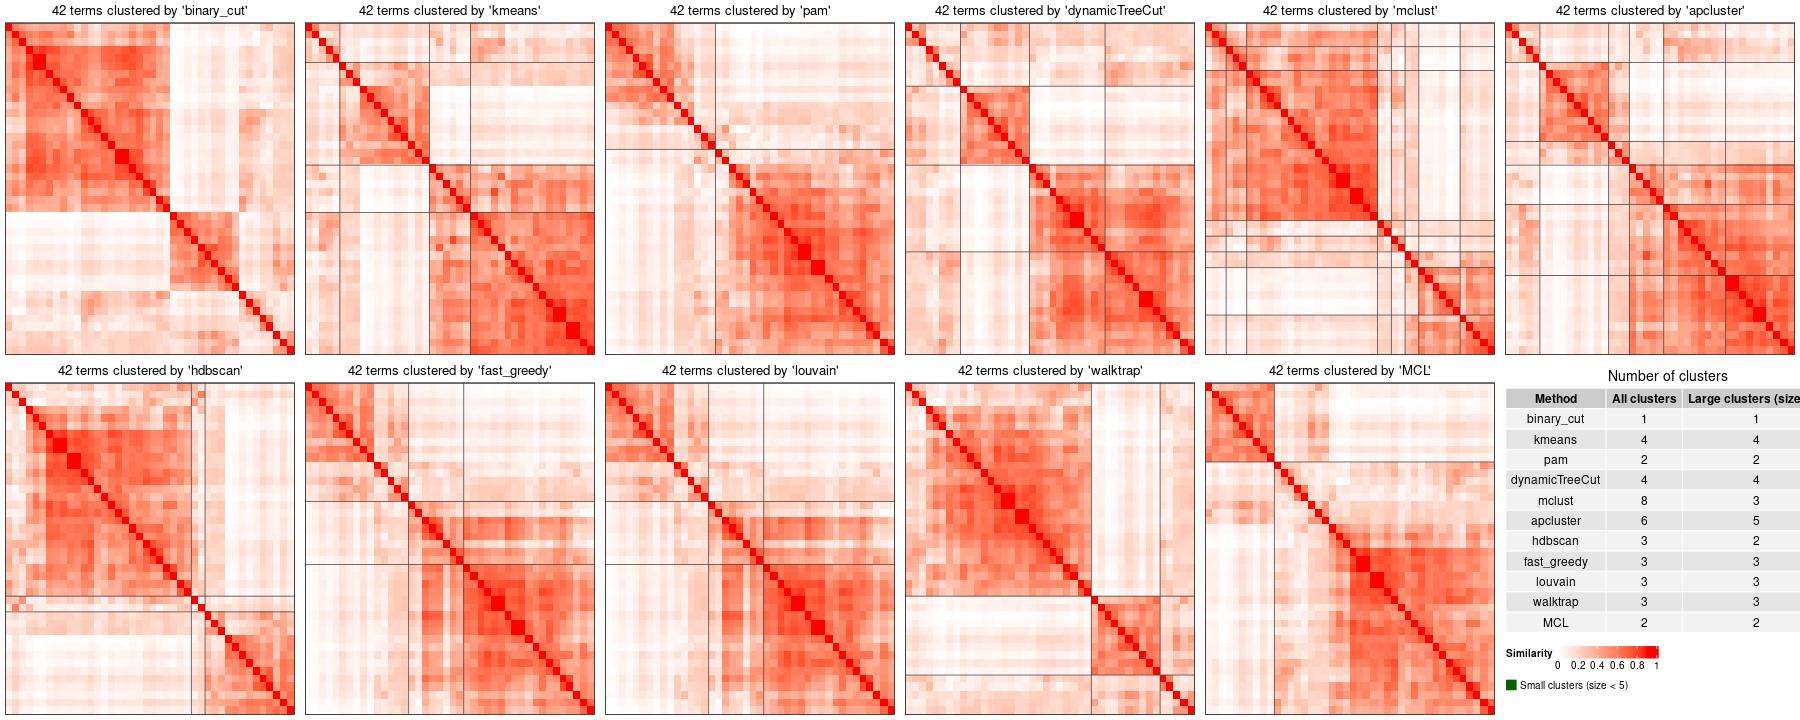 42 terms clustered by 'binary_cut'
42 terms clustered by 'kmeans'
42 terms clustered by 'pam'
42 terms clustered by 'dynamicTreeCut'
42 terms clustered by 'mclust'
42 terms clustered by 'apcluster'
42 terms clustered by 'hdbscan'
42 terms clustered by 'fast_greedy'
42 terms clustered by 'louvain'
42 terms clustered by 'walktrap'
42 terms clustered by 'MCL'
Number of clusters
Method All clusters Large clusters (size
binary_cut 1 1
kmeans 4 4
pam 2 2
dynamicTreeCut 4 4
mclust 8 3
apcluster 6 5
hdbscan 3 2
fast_greedy 3 3
louvain 3 3
walktrap 3 3
MCL 2 2
Similarity
0 0.2 0.4 0.6 0.8 1
Small clusters (size < 5)